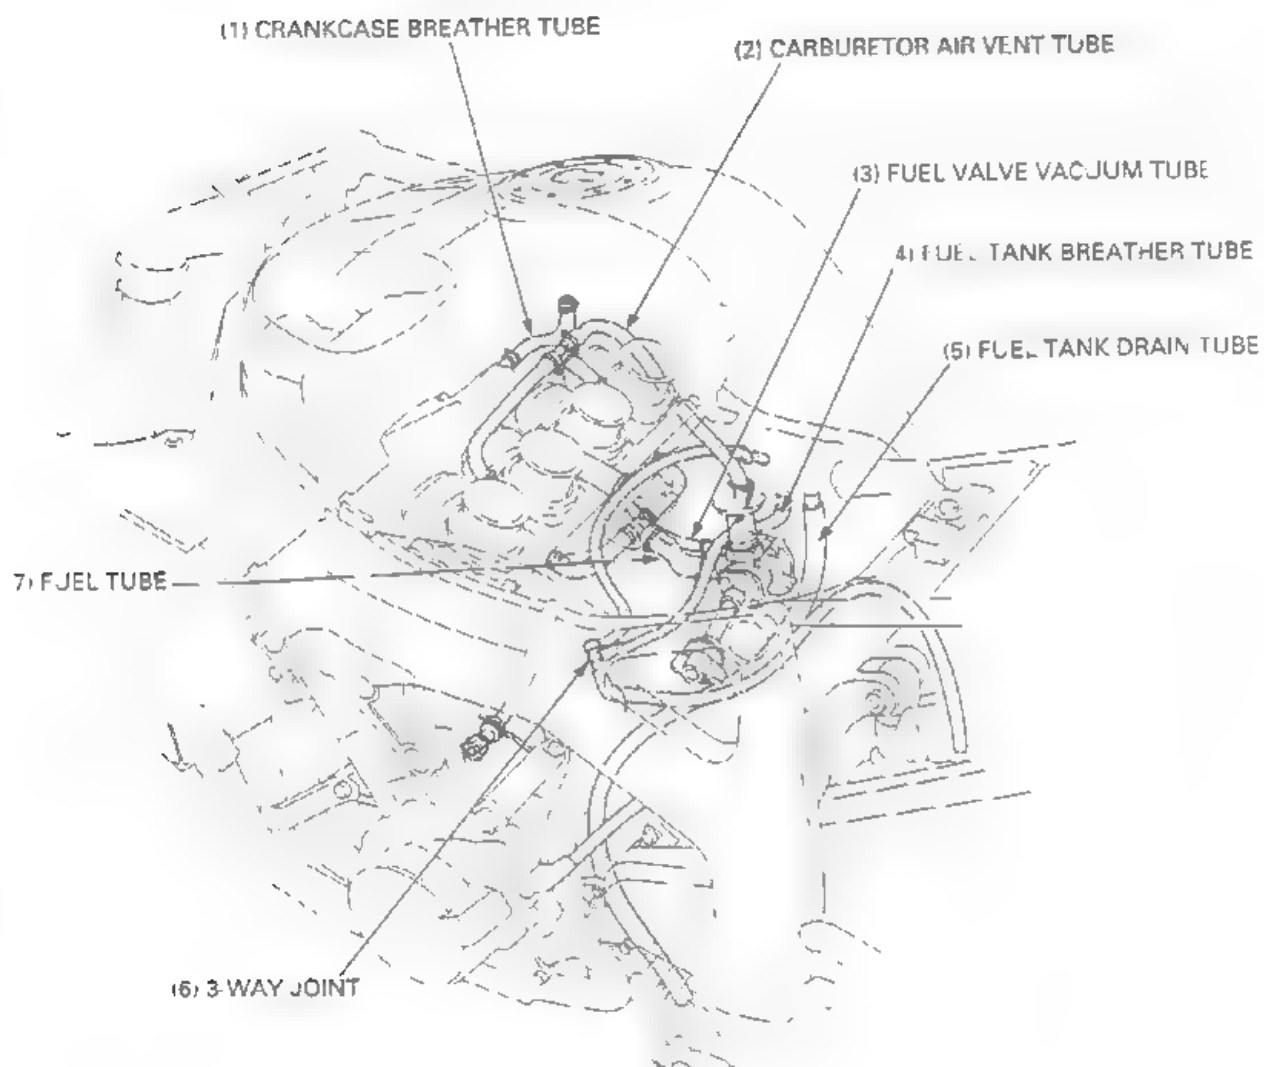 (1) CRANKCASE BREATHER TUBE
(2) CARBURETOR AIR VENT TUBE
(3) FUEL VALVE VACUUM TUBE
4) FUEL TANK BREATHER TUBE
(5) FUEL TANK DRAIN TUBE
7) FUEL TUBE
(6) 3-WAY JOINT